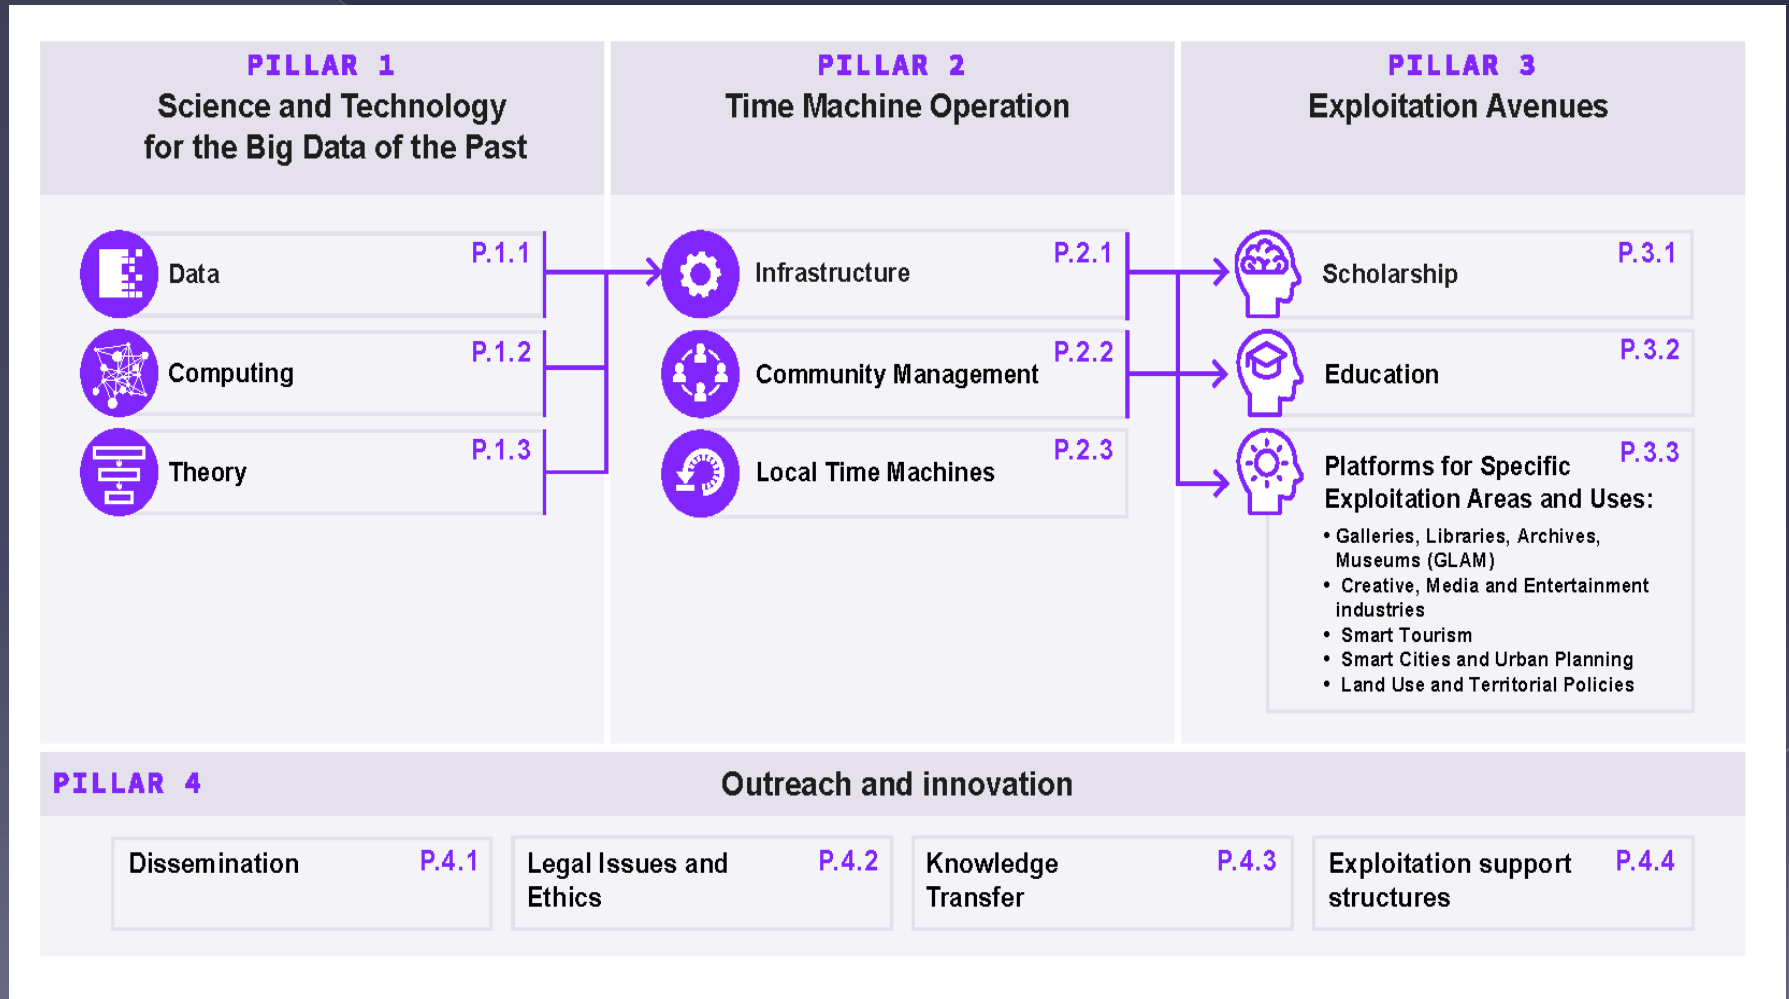 PILLAR 1
Science and Technology
for the Big Data of the Past
P.1.1
Data
P.1.2
Computing
P.1.3
Theory
PILLAR 2
Time Machine Operation
P.2.1
Infrastructure
P.2.2
Community Management
P.2.3
Local Time Machines
PILLAR 3
Exploitation Avenues
P.3.1
Scholarship
P.3.2
Education
P.3.3
Platforms for Specific
Exploitation Areas and Uses:
• Galleries, Libraries, Archives,
Museums (GLAM)
• Creative, Media and Entertainment
industries
• Smart Tourism
• Smart Cities and Urban Planning
• Land Use and Territorial Policies
PILLAR 4
Outreach and innovation
Dissemination P.4.1
Legal Issues and P.4.2
Ethics
Knowledge P.4.3
Transfer
Exploitation support P.4.4
structures